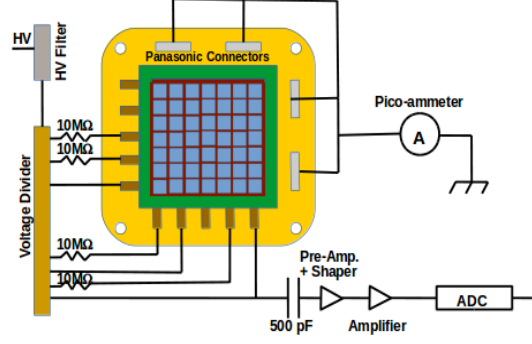 HV
HV Filter
Panasonic Connectors
Pico-ammeter
A
10MΩ
10MΩ
Voltage Divider
10MΩ
10MΩ
Pre-Amp.
+ Shaper
500 pF
Amplifier
ADC